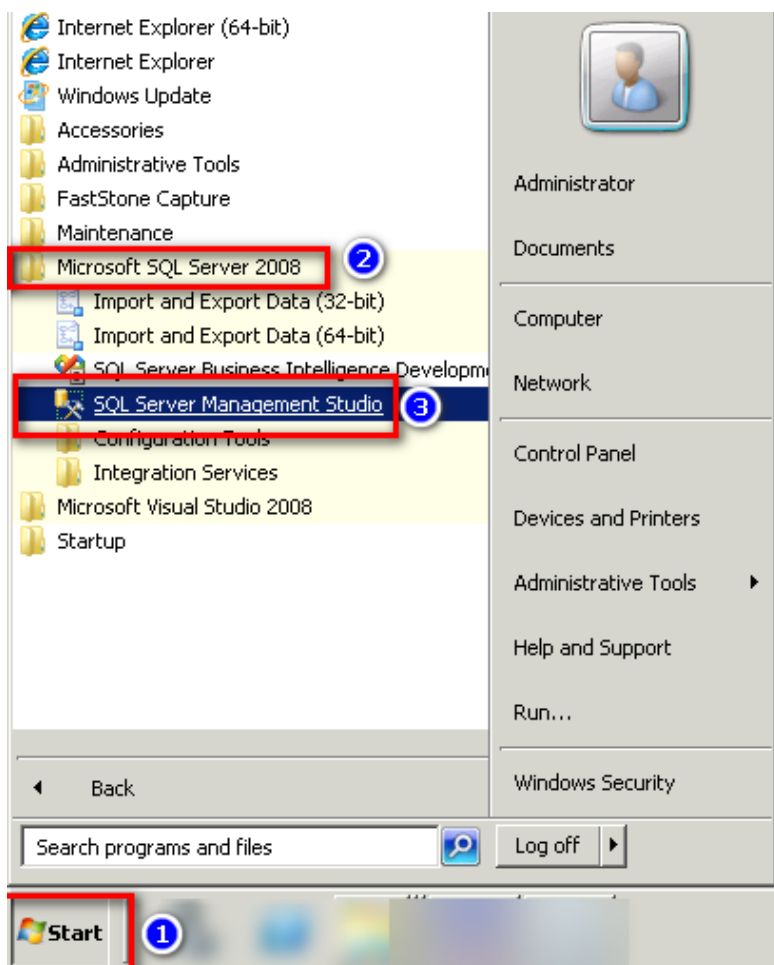 Internet Explorer (64-bit)
Internet Explorer
Windows Update
Accessories
Administrative Tools
FastStone Capture
Maintenance
Microsoft SQL Server 2008
2
Import and Export Data (32-bit)
Import and Export Data (64-bit)
SQL Server Business Intelligence Developm
SQL Server Management Studio
3
Configuration Tools
Integration Services
Microsoft Visual Studio 2008
Startup
Back
Search programs and files
Administrator
Documents
Computer
Network
Control Panel
Devices and Printers
Administrative Tools
Help and Support
Run...
Windows Security
Log off
Start
1